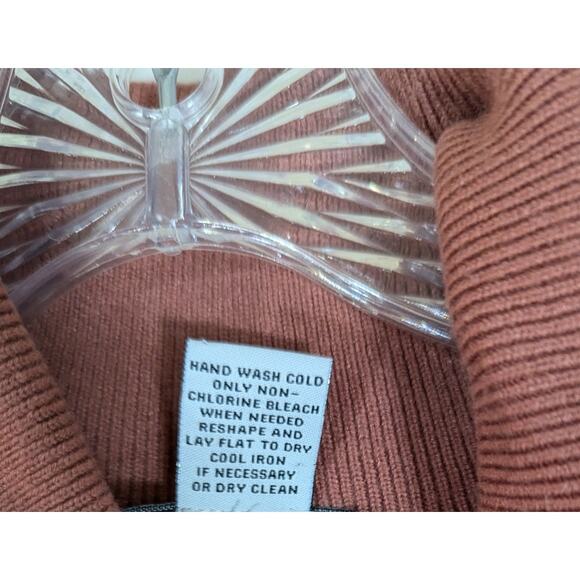 HAND WASH COLD
ONLY NON-
CHLORINE BLEACH
WHEN NEEDED
RESHAPE AND
LAY FLAT TO DRY
COOL IRON
IF NECESSARY
OR DRY CLEAN